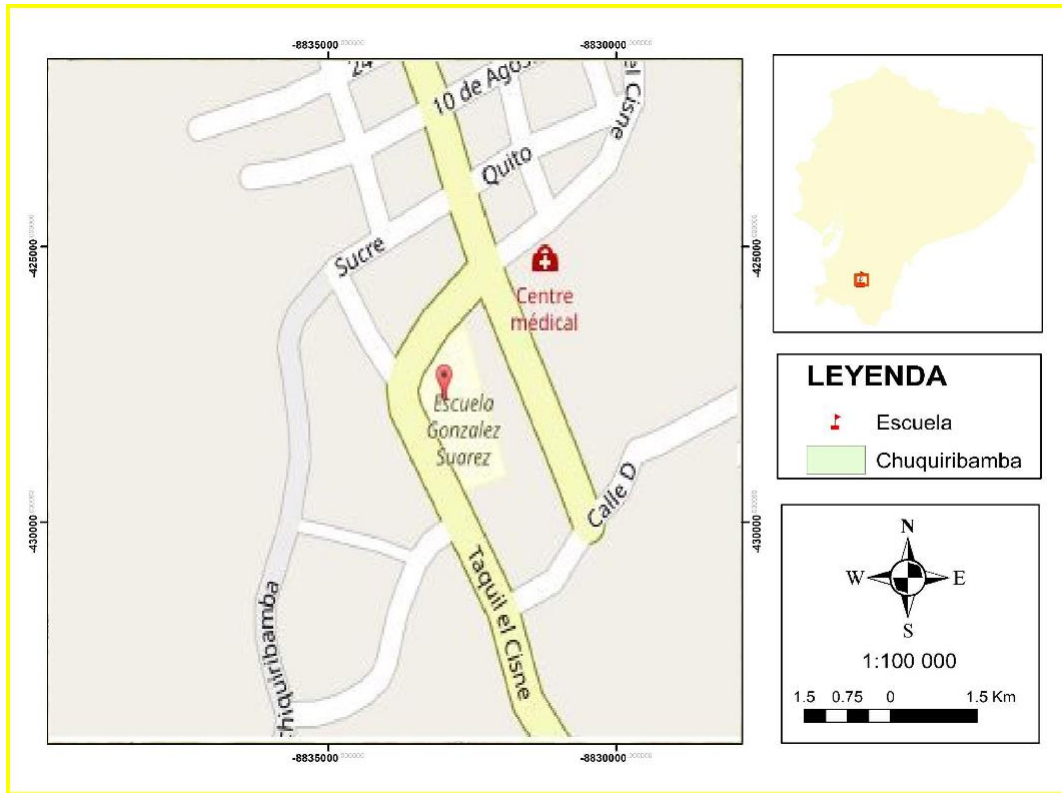 -8835000
-8830000
24
10 de Agos
el Cisne
Quito
Sucre
-425000
-425000
Centre
médical
Escuela
Gonzalez
Suarez
LEYENDA
Escuela
Chuquiribamba
Calle D
-430000
-430000
Taquil el Cisne
hiquiribamba
N
W
E
S
1:100 000
1.5 0.75 0 1.5 Km
-8835000
-8830000